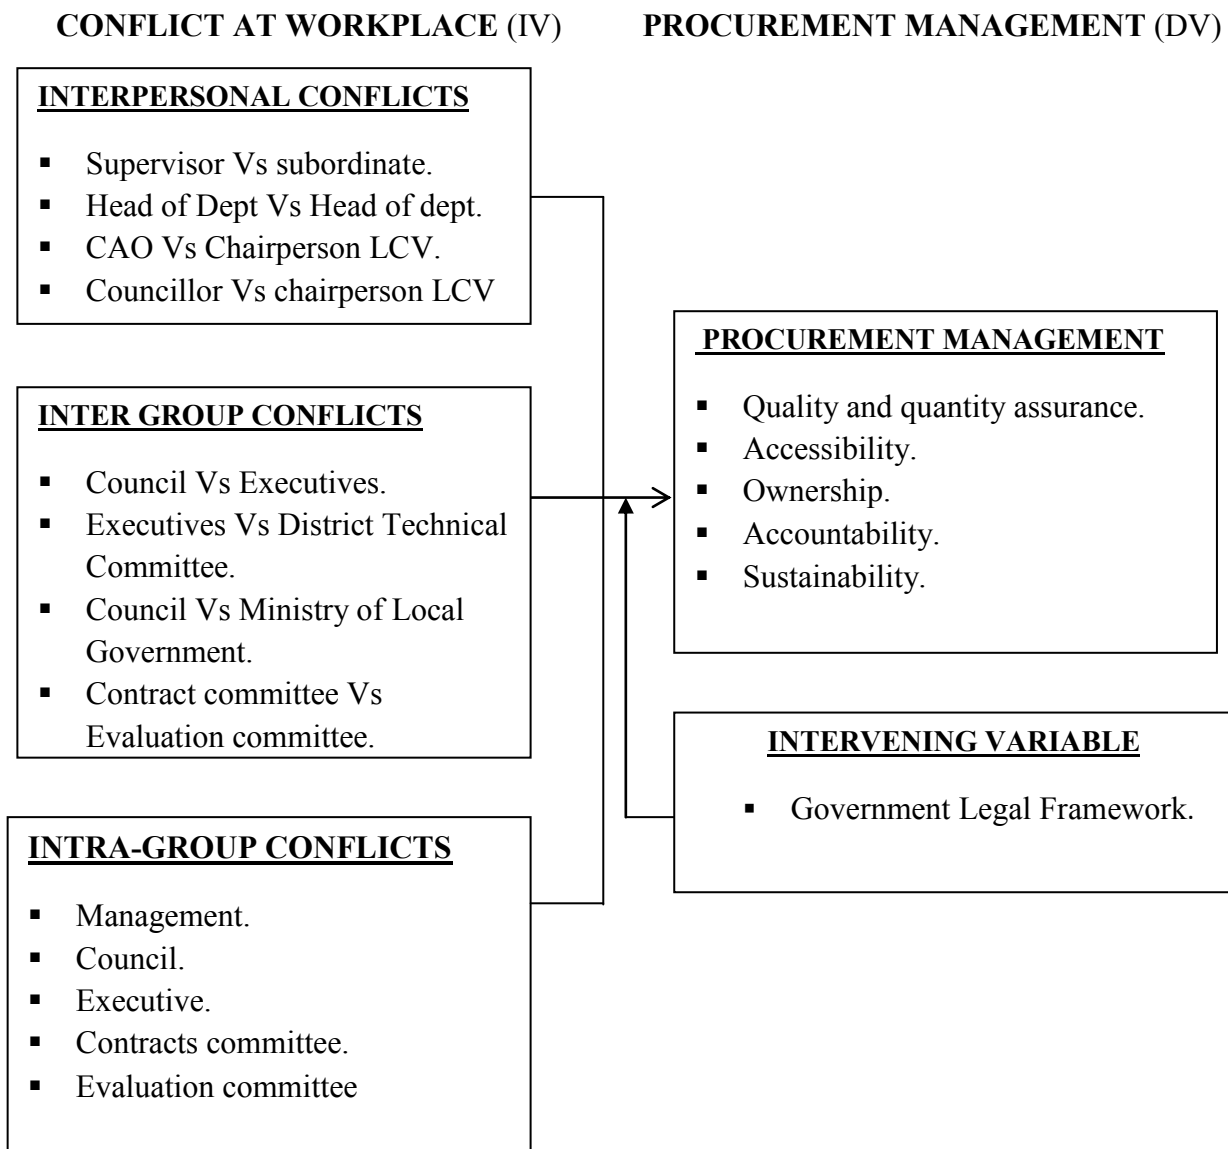 CONFLICT AT WORKPLACE (IV)
PROCUREMENT MANAGEMENT (DV)
INTERPERSONAL CONFLICTS
▪ Supervisor Vs subordinate.
▪ Head of Dept Vs Head of dept.
▪ CAO Vs Chairperson LCV.
▪ Councillor Vs chairperson LCV
INTER GROUP CONFLICTS
▪ Council Vs Executives.
▪ Executives Vs District Technical
Committee.
▪ Council Vs Ministry of Local
Government.
▪ Contract committee Vs
Evaluation committee.
INTRA-GROUP CONFLICTS
▪ Management.
▪ Council.
▪ Executive.
▪ Contracts committee.
▪ Evaluation committee
PROCUREMENT MANAGEMENT
▪ Quality and quantity assurance.
▪ Accessibility.
▪ Ownership.
▪ Accountability.
▪ Sustainability.
INTERVENING VARIABLE
▪ Government Legal Framework.